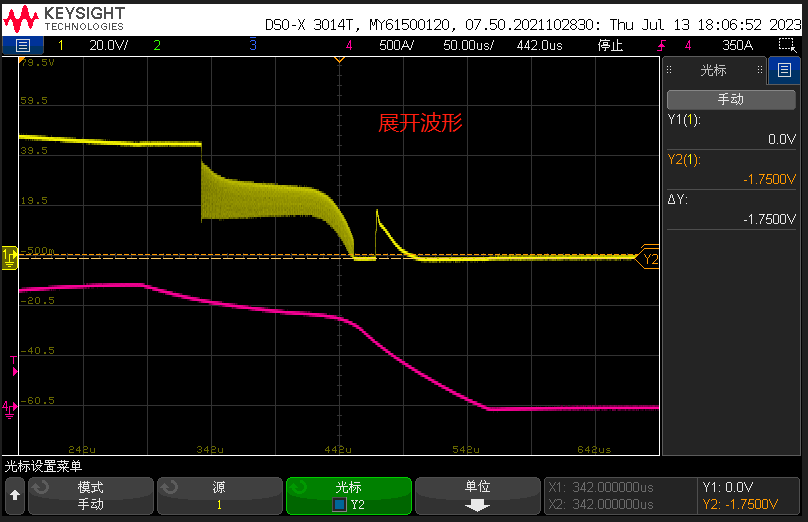 KEYSIGHT
TECHNOLOGIES
DSO-X 3014T, MY61500120, 07.50.2021102830: Thu Jul 13 18:06:52 2023
1 20.0V/ 2 3 4 500A/ 50.00us/ 442.0us 停止 4 350A
79.5V
59.5
39.5
19.5
-500m
-20.5
-40.5
-60.5
展开波形
1
Y2
T
4
242u 342u 442u 542u 642us
光标
手动
Y1(1):
0.0V
Y2(1):
-1.7500V
ΔY:
-1.7500V
光标设置菜单
模式
手动
源
1
光标
Y2
单位
X1: 342.000000us
X2: 342.000000us
Y1: 0.0V
Y2: -1.7500V